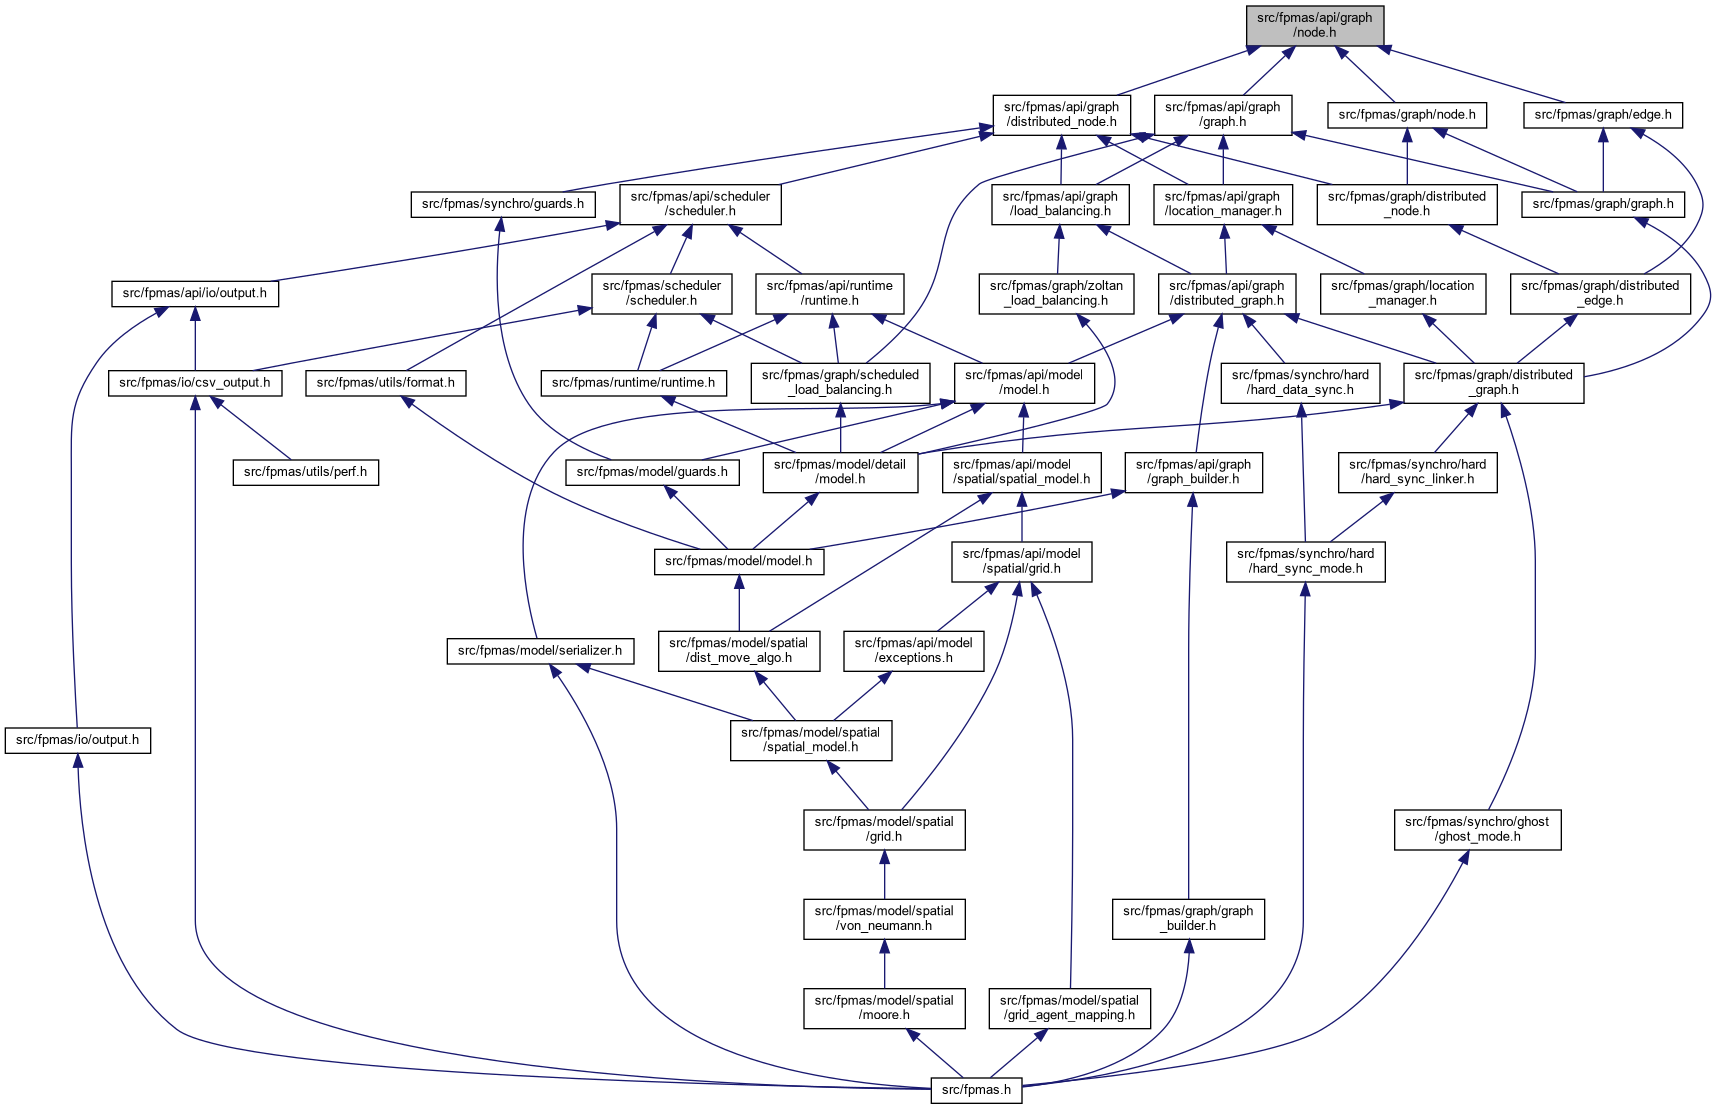 src/fpmas/api/graph
/node.h
src/fpmas/api/graph
/distributed_node.h
src/fpmas/api/graph
/graph.h
src/fpmas/graph/node.h
src/fpmas/graph/edge.h
src/fpmas/synchro/guards.h
src/fpmas/api/scheduler
/scheduler.h
src/fpmas/api/graph
/load_balancing.h
src/fpmas/api/graph
/location_manager.h
src/fpmas/graph/distributed
_node.h
src/fpmas/graph/graph.h
src/fpmas/api/io/output.h
src/fpmas/scheduler
/scheduler.h
src/fpmas/api/runtime
/runtime.h
src/fpmas/graph/zoltan
_load_balancing.h
src/fpmas/api/graph
/distributed_graph.h
src/fpmas/graph/location
_manager.h
src/fpmas/graph/distributed
_edge.h
src/fpmas/io/csv_output.h
src/fpmas/utils/format.h
src/fpmas/runtime/runtime.h
src/fpmas/graph/scheduled
_load_balancing.h
src/fpmas/api/model
/model.h
src/fpmas/synchro/hard
/hard_data_sync.h
src/fpmas/graph/distributed
_graph.h
src/fpmas/utils/perf.h
src/fpmas/model/guards.h
src/fpmas/model/detail
/model.h
src/fpmas/api/model
/spatial/spatial_model.h
src/fpmas/api/graph
/graph_builder.h
src/fpmas/synchro/hard
/hard_sync_linker.h
src/fpmas/model/model.h
src/fpmas/api/model
/spatial/grid.h
src/fpmas/synchro/hard
/hard_sync_mode.h
src/fpmas/model/serializer.h
src/fpmas/model/spatial
/dist_move_algo.h
src/fpmas/api/model
/exceptions.h
src/fpmas/io/output.h
src/fpmas/model/spatial
/spatial_model.h
src/fpmas/model/spatial
/grid.h
src/fpmas/synchro/ghost
/ghost_mode.h
src/fpmas/model/spatial
/von_neumann.h
src/fpmas/graph/graph
_builder.h
src/fpmas/model/spatial
/moore.h
src/fpmas/model/spatial
/grid_agent_mapping.h
src/fpmas.h